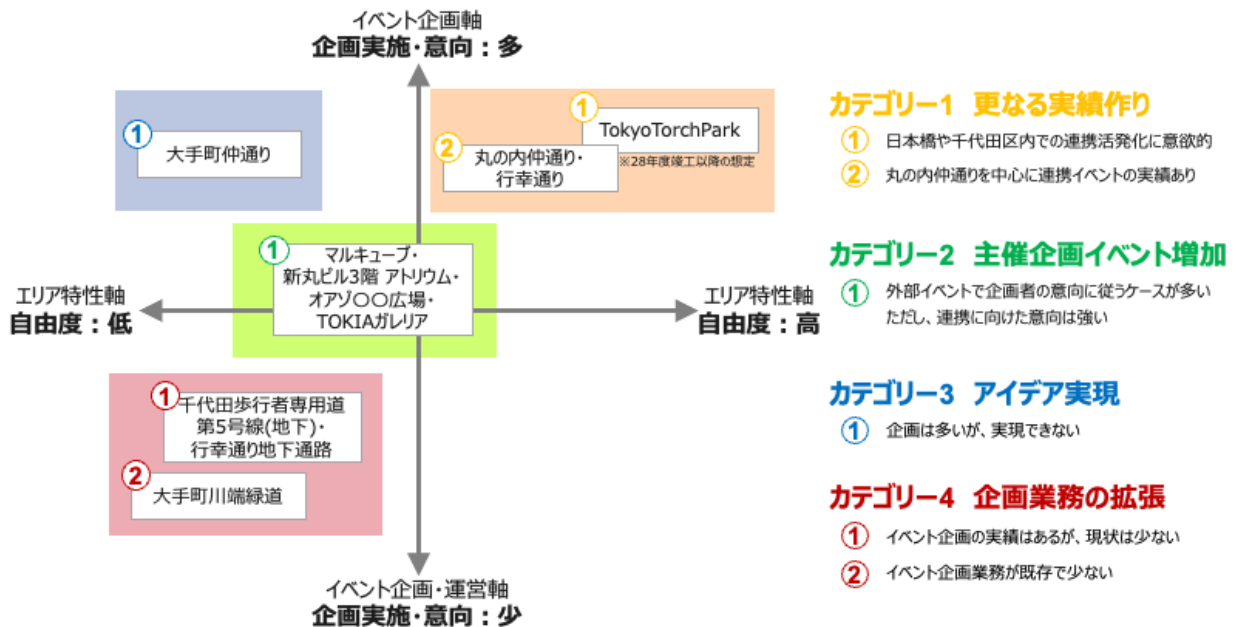 イベント企画軸
企画実施・意向：多
①
大手町仲通り
①
TokyoTorchPark
②
丸の内仲通り・
行幸通り
※28年度竣工以降の想定
①
マルキューブ・
新丸ビル3階 アトリウム・
オアゾ〇〇広場・
TOKIAガレリア
エリア特性軸
自由度：低
エリア特性軸
自由度：高
①
千代田歩行者専用道
第5号線(地下)・
行幸通り地下通路
②
大手町川端緑道
イベント企画・運営軸
企画実施・意向：少
カテゴリー1 更なる実績作り
① 日本橋や千代田区内での連携活発化に意欲的
② 丸の内仲通りを中心に連携イベントの実績あり
カテゴリー2 主催企画イベント増加
① 外部イベントで企画者の意向に従うケースが多い
ただし、連携に向けた意向は強い
カテゴリー3 アイデア実現
① 企画は多いが、実現できない
カテゴリー4 企画業務の拡張
① イベント企画の実績はあるが、現状は少ない
② イベント企画業務が既存で少ない